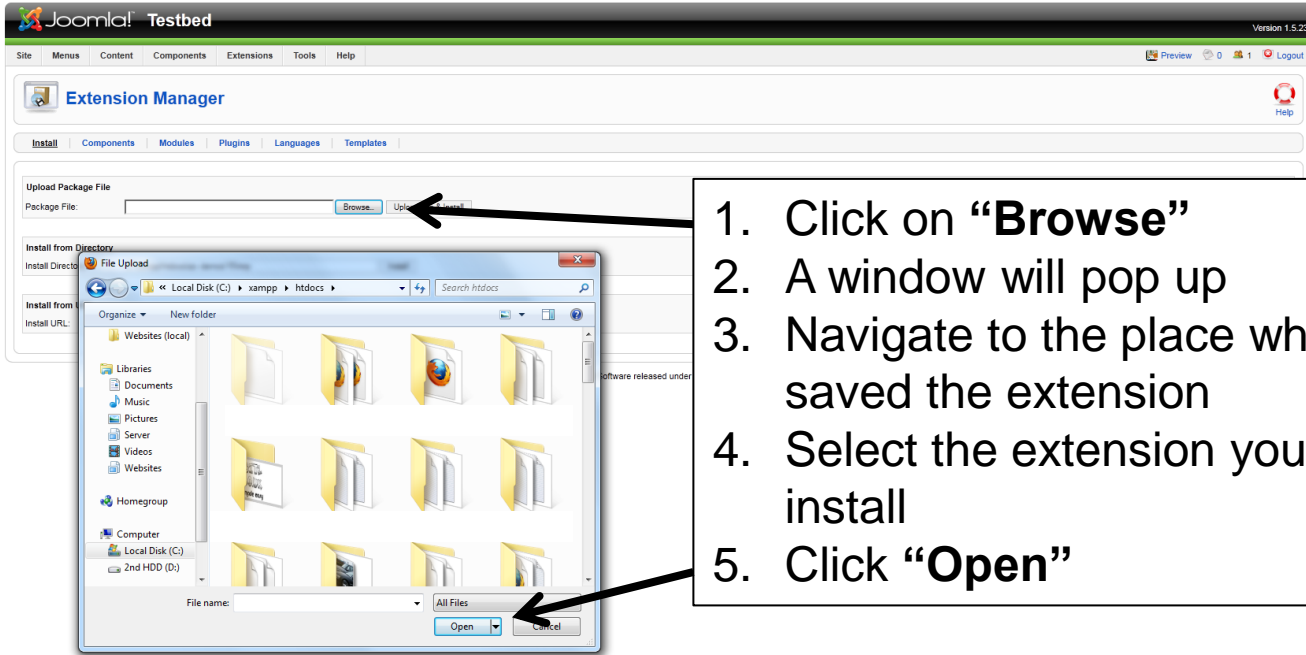 Joomla! Testbed
Version 1.5.23
Site Menus Content Components Extensions Tools Help Preview 0 1 Logout
Extension Manager
Help
Install Components Modules Plugins Languages Templates
Upload Package File
Package File: Browse...
Install from Directory
Install Directo
Install from
Install URL:
File Upload
« Local Disk (C:) xampp htdocs Search htdocs
Organize New folder
Websites (local)
Libraries
Documents
Music
Pictures
Server
Videos
Websites
Homegroup
Computer
Local Disk (C:)
2nd HDD (D:)
File name: All Files
Open Cancel
Software released under
1. Click on “Browse”
2. A window will pop up
3. Navigate to the place wh
saved the extension
4. Select the extension you
install
5. Click “Open”